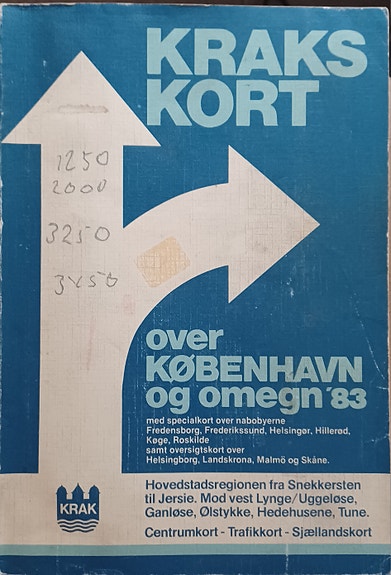 KRAKS
KORT
1250
2000
3250
3450
over
KØBENHAVN
og omegn '83
med specialkort over nabobyerne
Fredensborg, Frederikssund, Helsingør, Hillerød,
Køge, Roskilde
samt oversigtskort over
Helsingborg, Landskrona, Malmö og Skåne.
KRAK
Hovedstadsregionen fra Snekkersten
til Jersie. Mod vest Lynge/Uggeløse,
Ganløse, Ølstykke, Hedehusene, Tune.
Centrumkort - Trafikkort - Sjællandskort